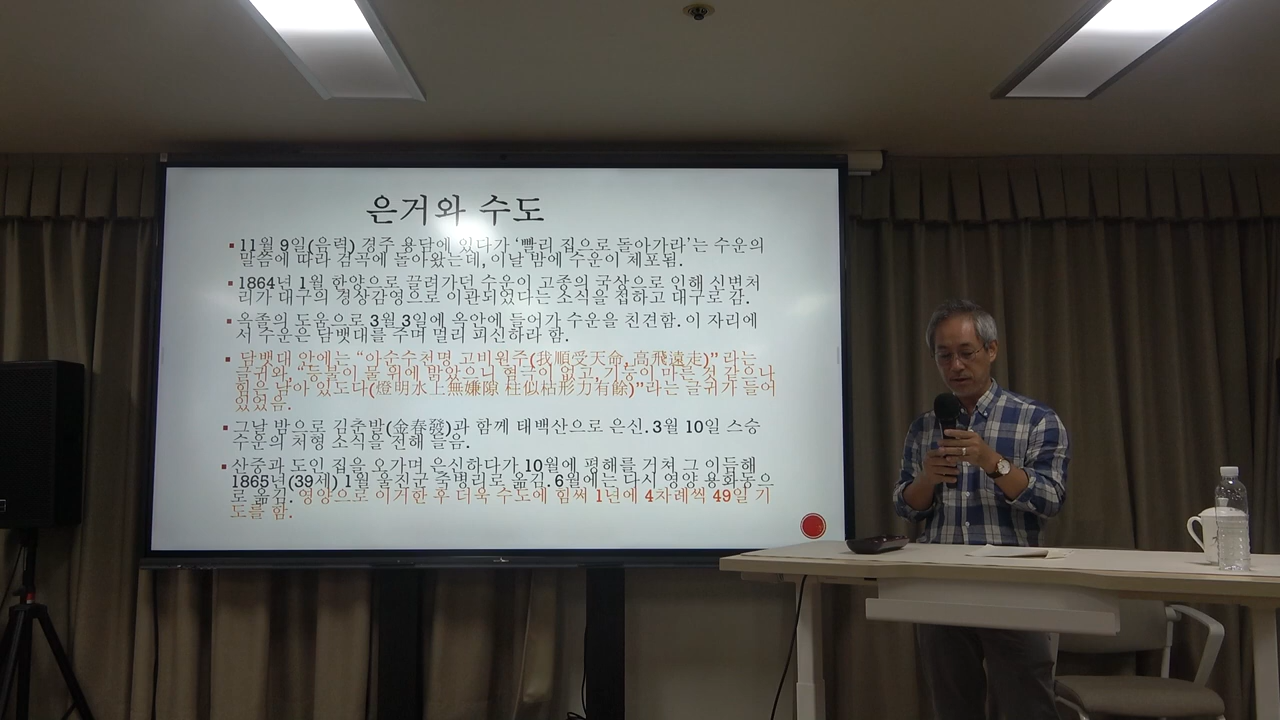 은거와 수도
11월 9일(음력) 경주 용담에 있다가 ‘빨리 집으로 돌아가라’는 수운의
말씀에 따라 검곡에 돌아왔는데, 이날 밤에 수운이 체포됨.
1864년 1월 한양으로 끌려가던 수운이 고종의 국상으로 인해 신변처
리가 대구의 경상감영으로 이관되었다는 소식을 접하고 대구로 감.
옥졸의 도움으로 3월 3일에 옥안에 들어가 수운을 친견함. 이 자리에
서 수운은 담뱃대를 주며 멀리 피신하라 함.
담뱃대 안에는 “아순수천명 고비원주(我順受天命, 高飛遠走)” 라는
글귀와, “등불이 물 위에 밝았으니 혐극이 없고, 기둥이 마른 것 같으나
힘은 남아 있도다(燈明水上無嫌隙 柱似枯形力有餘)”라는 글귀가 들어
있었음.
그날 밤으로 김춘발(金春發)과 함께 태백산으로 은신. 3월 10일 스승
수운의 처형 소식을 전해 들음.
산중과 도인 집을 오가며, 은신하다가 10월에 평해를 거쳐 그 이듬해
1865년(39세) 1월 울진군 죽병리로 옮김. 6월에는 다시 영양 용화동으
로 옮김. 영양으로 이거한 후 더욱 수도에 힘써 1년에 4차례씩 49일 기
도를 함.